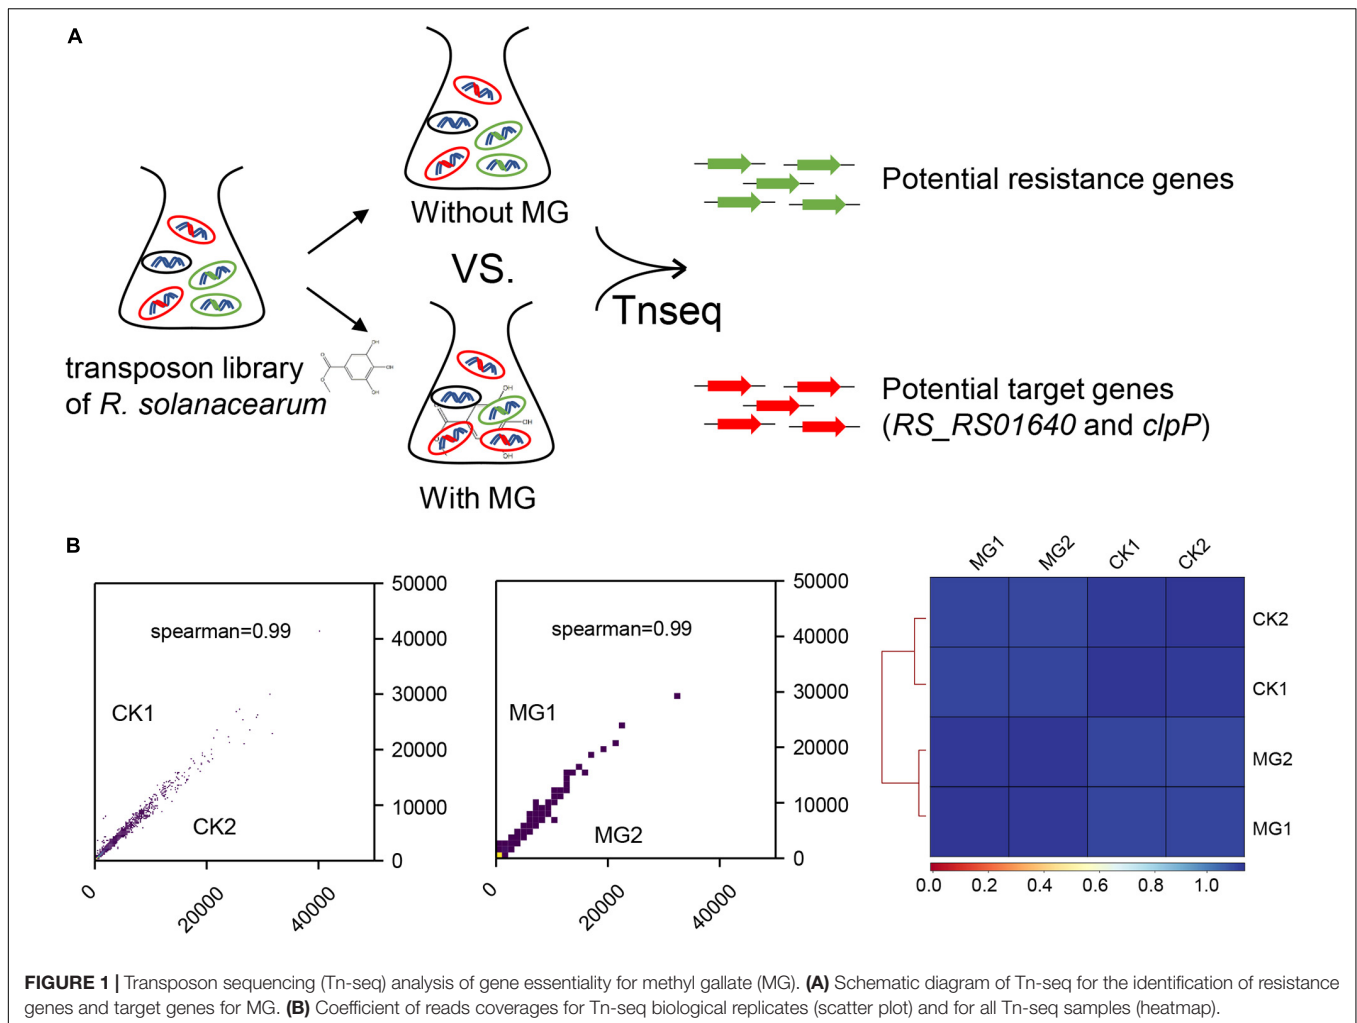 A
Without MG
VS.
With MG
transposon library
of R. solanacearum
O
O
OH
OH
OH
OH
OH
OH
Tnseq
Potential resistance genes
Potential target genes
(RS_RS01640 and clpP)
B
spearman=0.99
CK1
CK2
50000
40000
30000
20000
10000
0
0
20000
40000
spearman=0.99
MG1
MG2
50000
40000
30000
20000
10000
0
0
20000
40000
MG1 MG2 CK1 CK2
CK2
CK1
MG2
MG1
0.0 0.2 0.4 0.6 0.8 1.0
FIGURE 1 | Transposon sequencing (Tn-seq) analysis of gene essentiality for methyl gallate (MG). (A) Schematic diagram of Tn-seq for the identification of resistance
genes and target genes for MG. (B) Coefficient of reads coverages for Tn-seq biological replicates (scatter plot) and for all Tn-seq samples (heatmap).